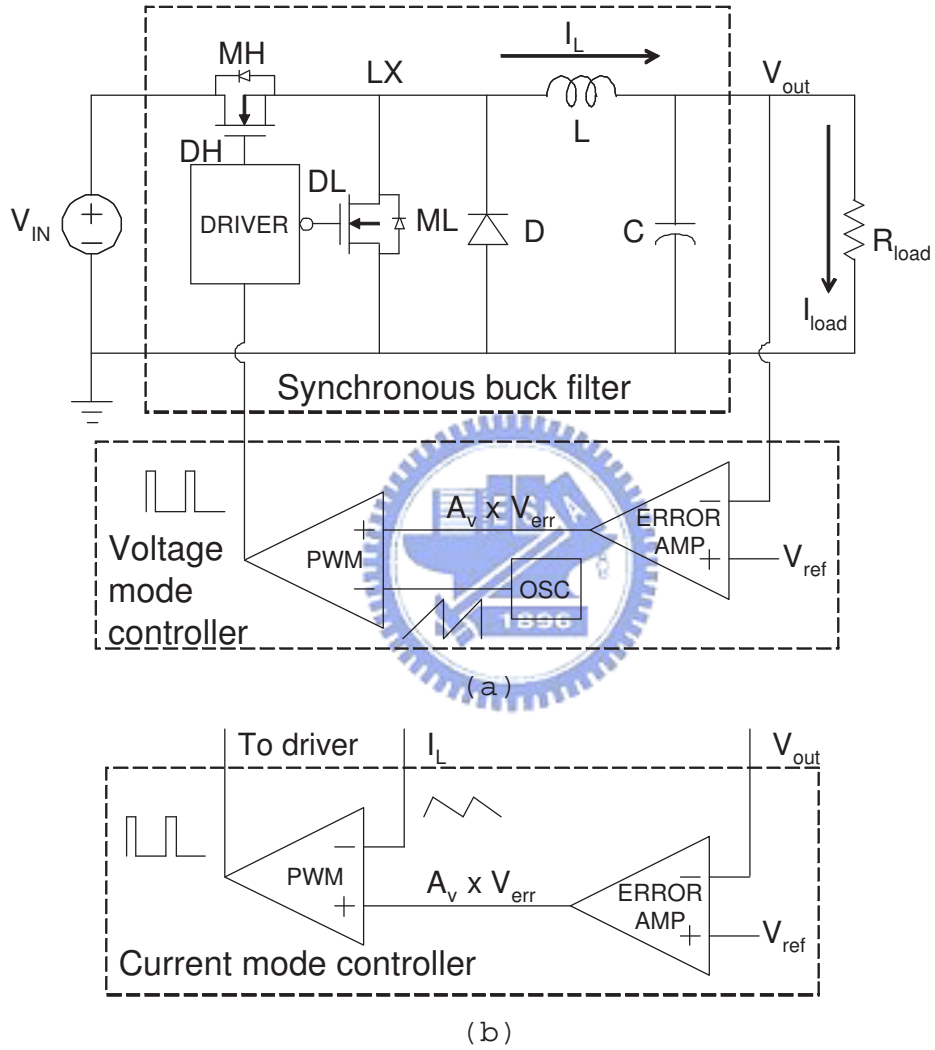 I_L
MH
LX
V_out
L
DH
DL
V_IN
+
−
DRIVER
ML
D
C
R_load
I_load
Synchronous buck filter
A_v x V_err
ERROR
AMP
−
+
V_ref
+
−
PWM
OSC
Voltage
mode
controller
1896
(a)
To driver
I_L
V_out
PWM
−
+
A_v x V_err
ERROR
AMP
−
+
V_ref
Current mode controller
(b)